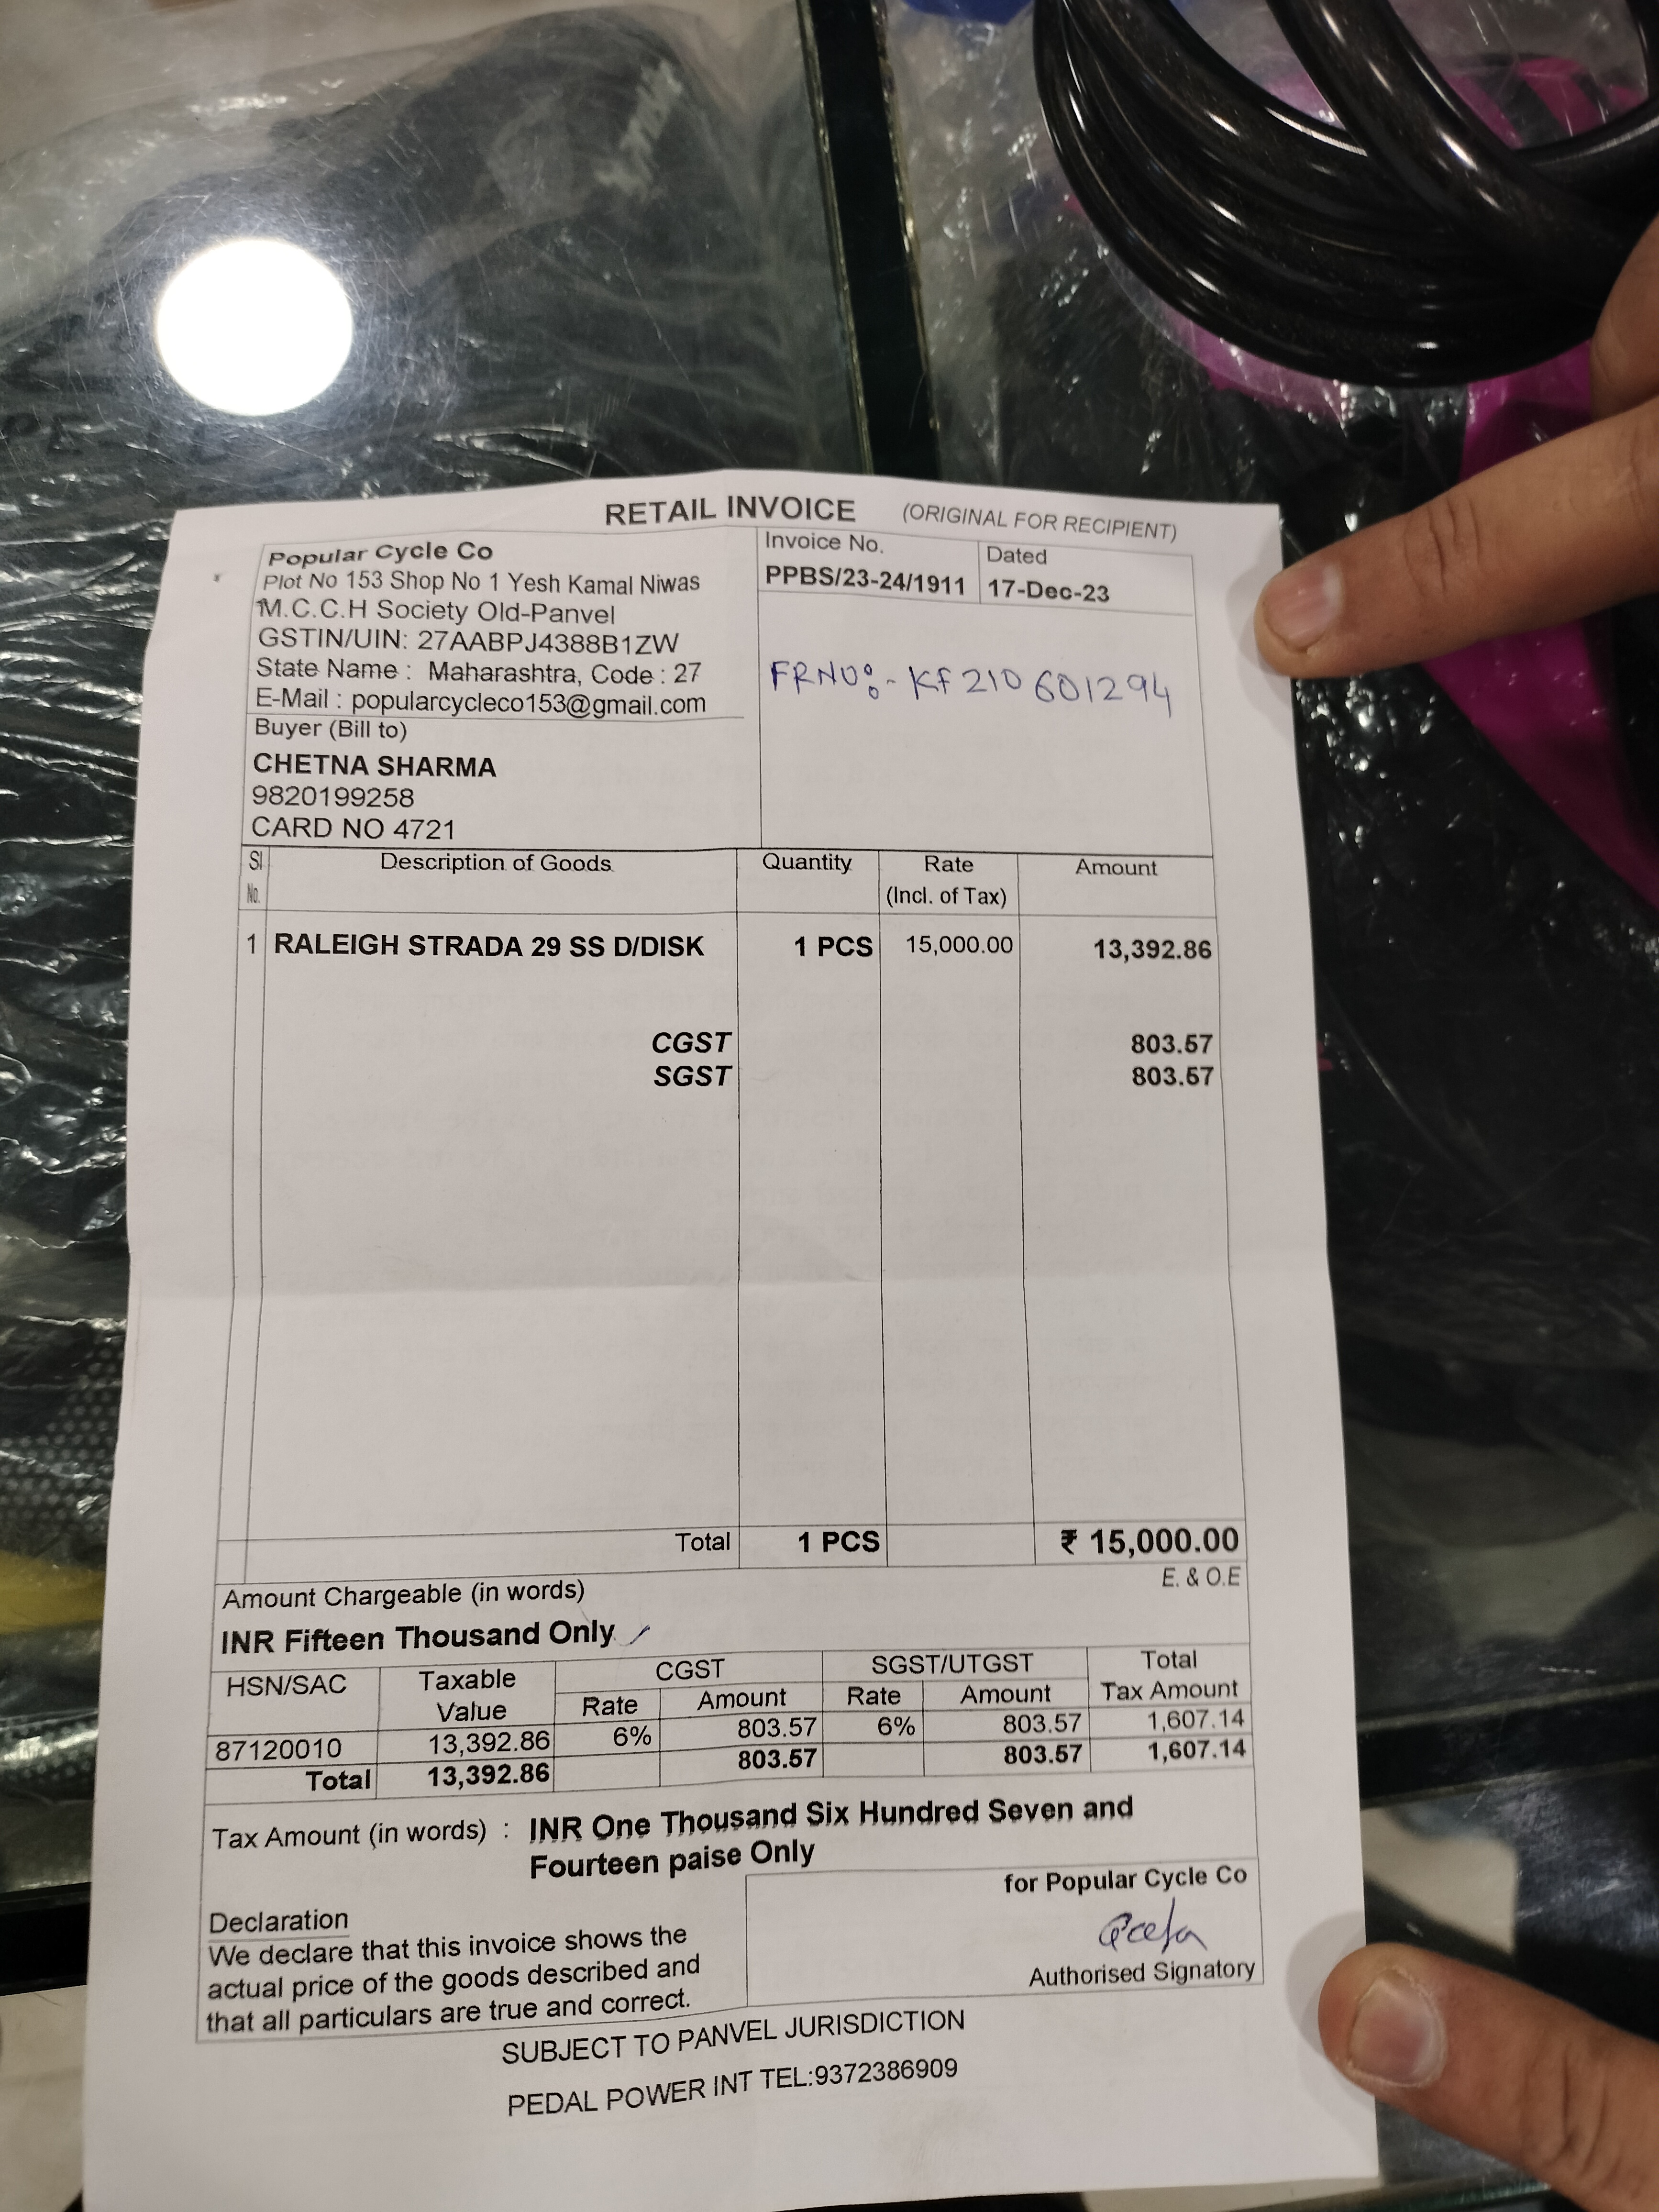 RETAIL INVOICE (ORIGINAL FOR RECIPIENT)
Popular Cycle Co
Plot No 153 Shop No 1 Yesh Kamal Niwas
M.C.C.H Society Old-Panvel
GSTIN/UIN: 27AABPJ4388B1ZW
State Name : Maharashtra, Code : 27
E-Mail : popularcycleco153@gmail.com
Invoice No. Dated
PPBS/23-24/1911 17-Dec-23
FRNO:- KF210601294
Buyer (Bill to)
CHETNA SHARMA
9820199258
CARD NO 4721
Sl No. Description of Goods Quantity Rate (Incl. of Tax) Amount
1 RALEIGH STRADA 29 SS D/DISK 1 PCS 15,000.00 13,392.86
CGST 803.57
SGST 803.57
Total 1 PCS ₹ 15,000.00
Amount Chargeable (in words) E. & O.E
INR Fifteen Thousand Only
HSN/SAC Taxable Value CGST SGST/UTGST Total Tax Amount
Rate Amount Rate Amount
87120010 13,392.86 6% 803.57 6% 803.57 1,607.14
Total 13,392.86 803.57 803.57 1,607.14
Tax Amount (in words) : INR One Thousand Six Hundred Seven and
Fourteen paise Only
Declaration
We declare that this invoice shows the
actual price of the goods described and
that all particulars are true and correct.
for Popular Cycle Co
Authorised Signatory
SUBJECT TO PANVEL JURISDICTION
PEDAL POWER INT TEL:9372386909